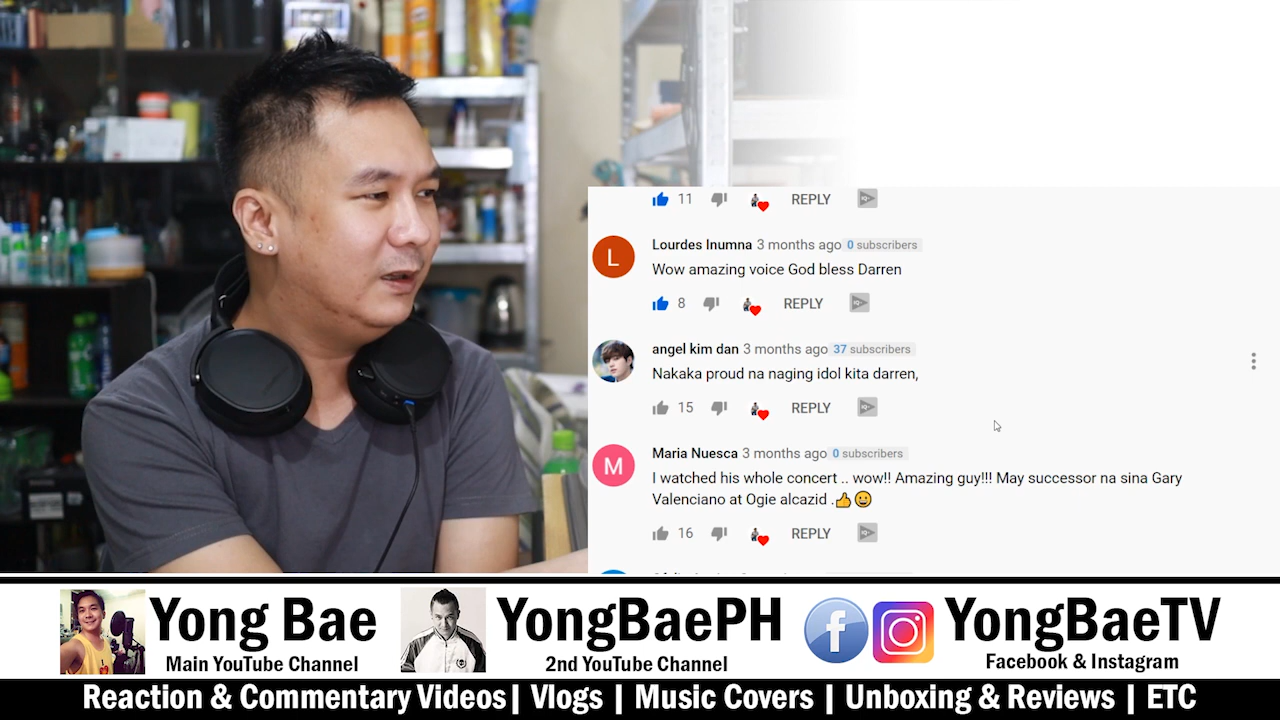 11 REPLY
Lourdes Inumna 3 months ago 0 subscribers
L
Wow amazing voice God bless Darren
8 REPLY
angel kim dan 3 months ago 37 subscribers
Nakaka proud na naging idol kita darren,
15 REPLY
Maria Nuesca 3 months ago 0 subscribers
M
I watched his whole concert .. wow!! Amazing guy!!! May successor na sina Gary
Valenciano at Ogie alcazid .👍😀
16 REPLY
Yong Bae
Main YouTube Channel
YongBaePH
2nd YouTube Channel
f
YongBaeTV
Facebook & Instagram
Reaction & Commentary Videos| Vlogs | Music Covers | Unboxing & Reviews | ETC